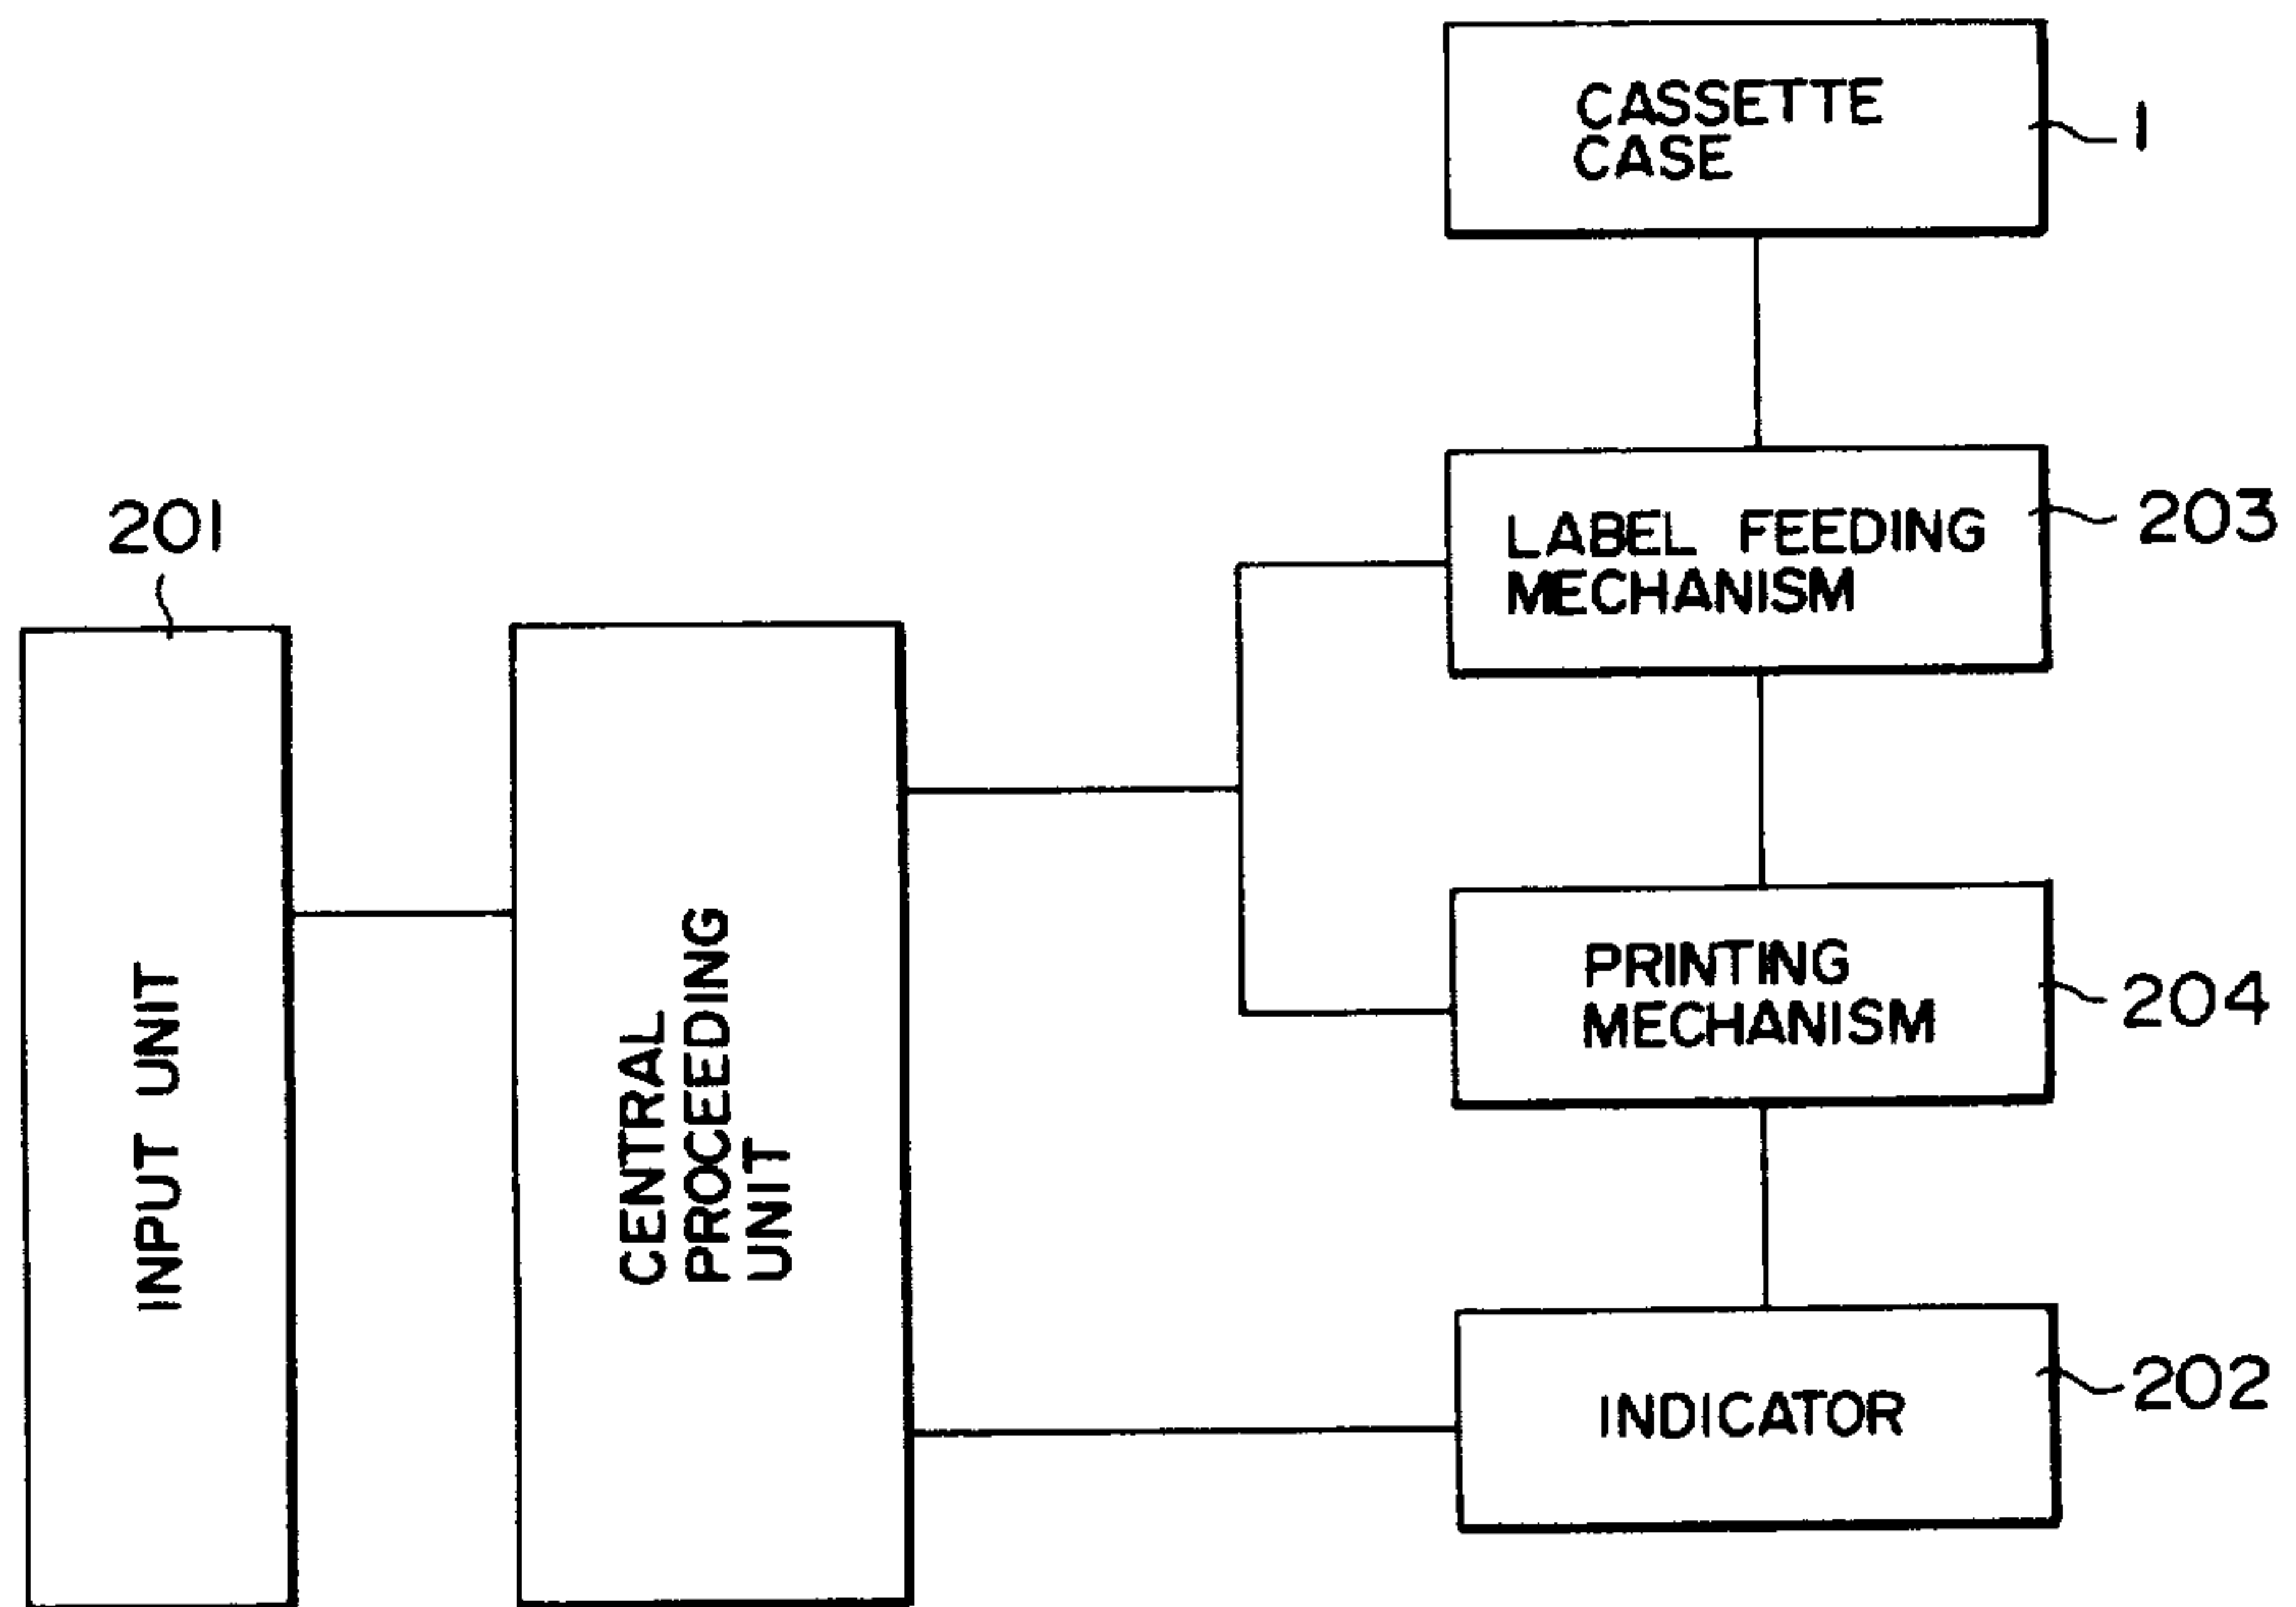 CASSETTE
CASE
1
201
LABEL FEEDING
MECHANISM
203
INPUT UNIT
CENTRAL
PROCEEDING
UNIT
PRINTING
MECHANISM
204
INDICATOR
202